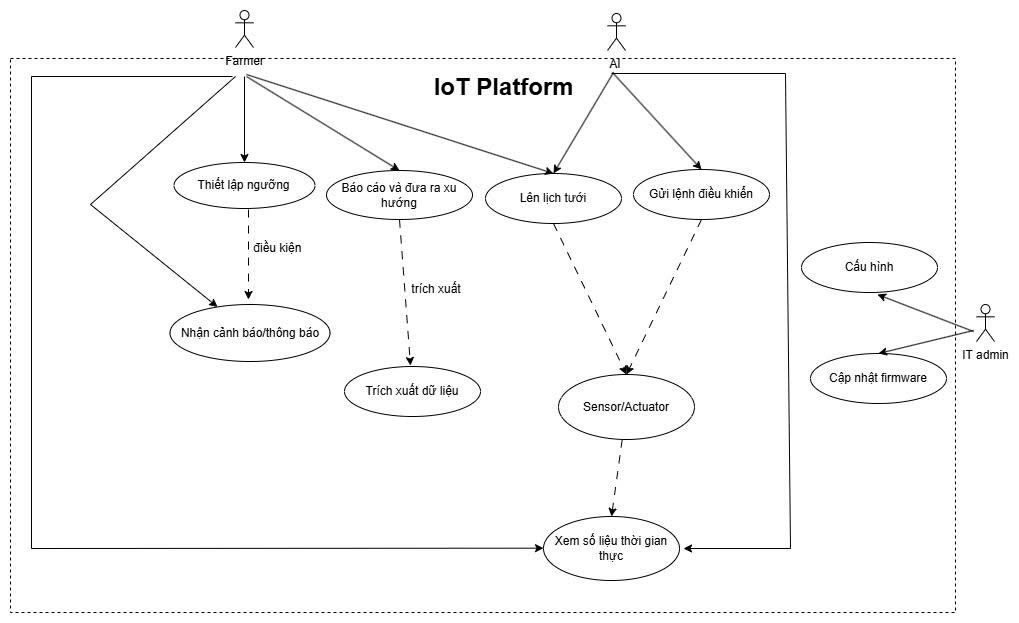 Farmer
AI
IoT Platform
Thiết lập ngưỡng
Báo cáo và đưa ra xu
hướng
Lên lịch tưới
Gửi lệnh điều khiển
điều kiện
Cấu hình
trích xuất
Nhận cảnh báo/thông báo
IT admin
Cập nhật firmware
Trích xuất dữ liệu
Sensor/Actuator
Xem số liệu thời gian
thực